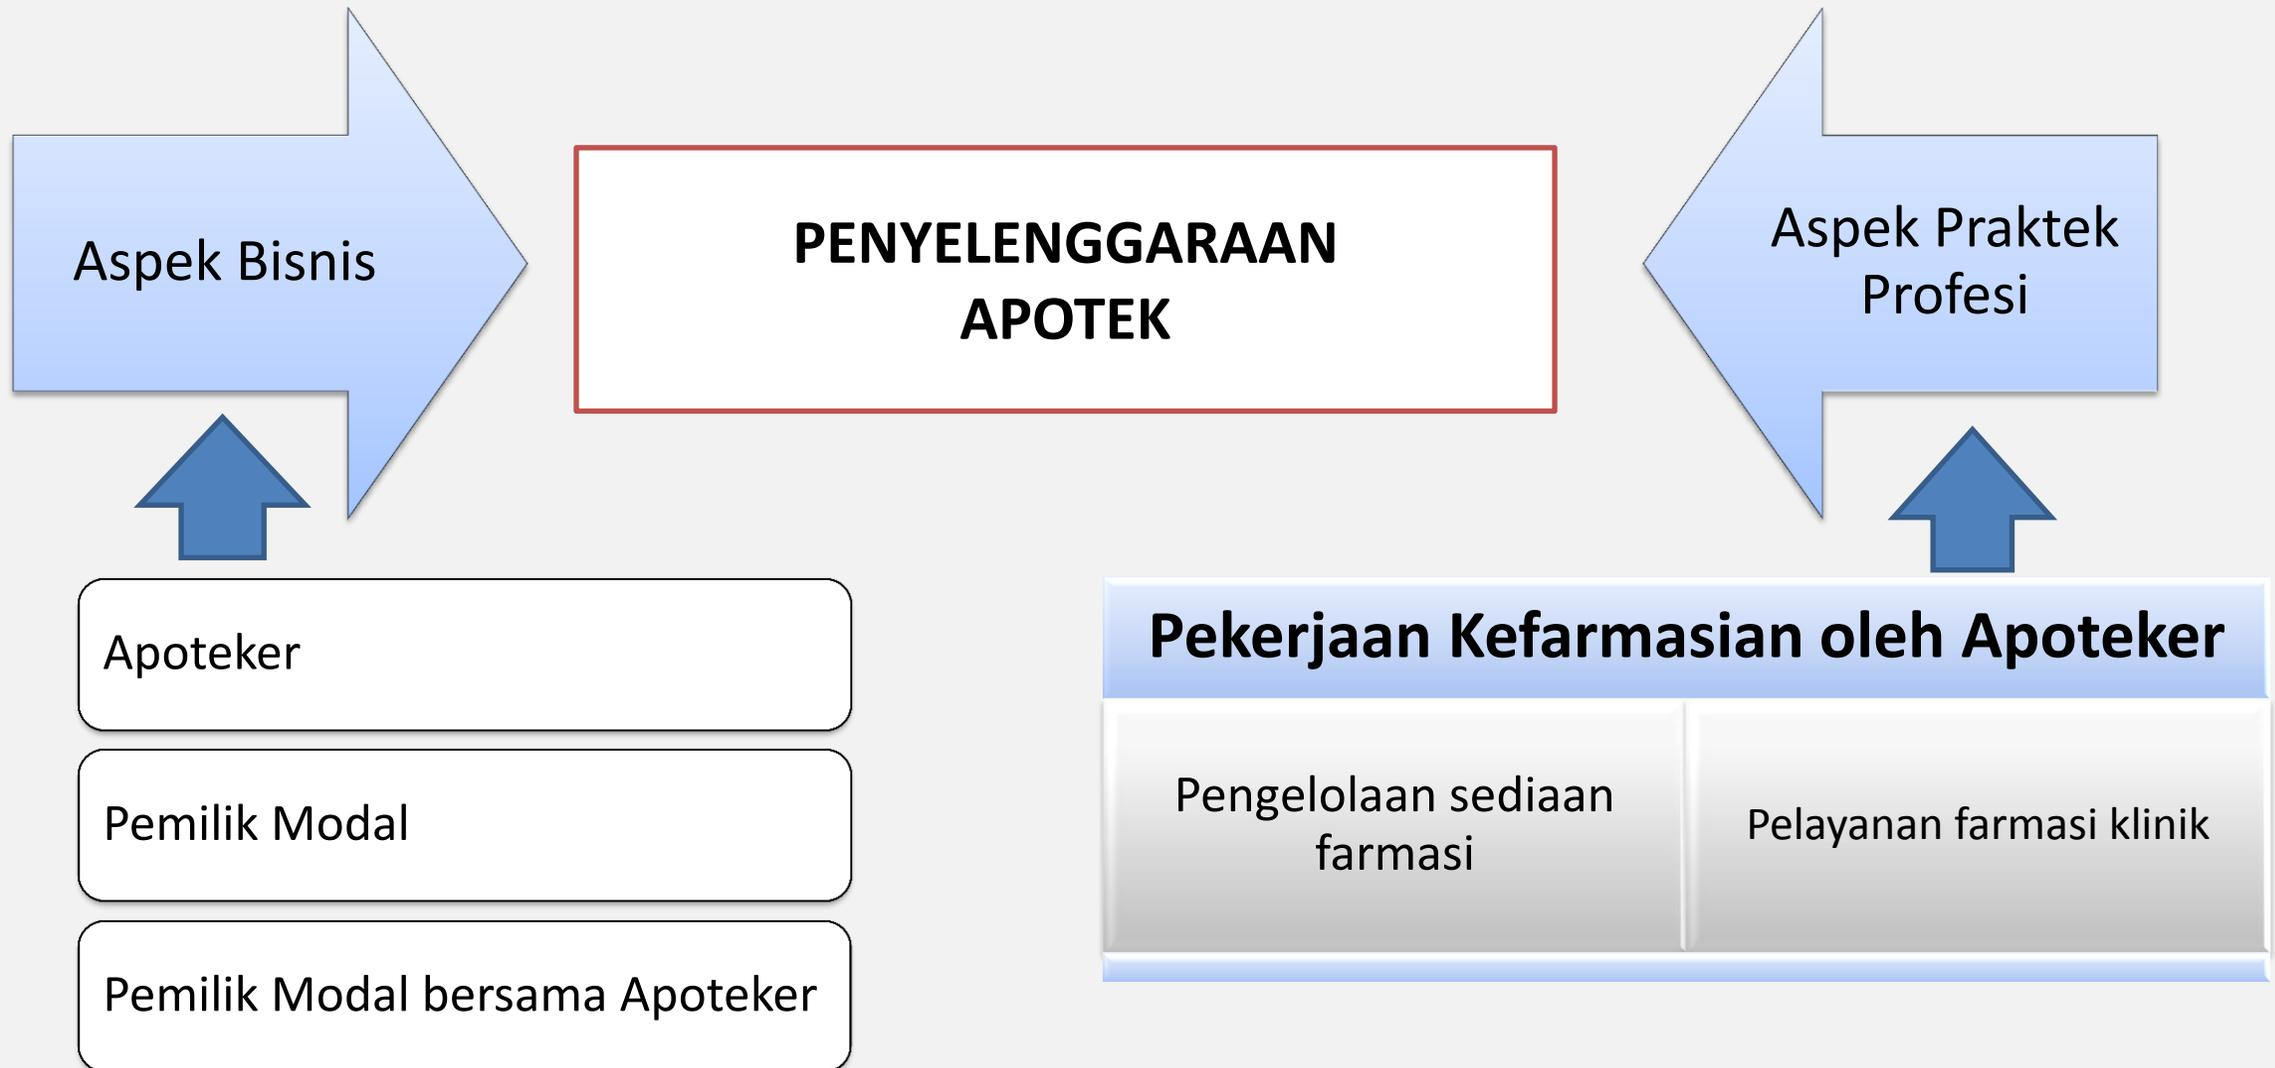 Aspek Bisnis
PENYELENGGARAAN
APOTEK
Aspek Praktek
Profesi
Apoteker
Pemilik Modal
Pemilik Modal bersama Apoteker
Pekerjaan Kefarmasian oleh Apoteker
Pengelolaan sediaan
farmasi
Pelayanan farmasi klinik